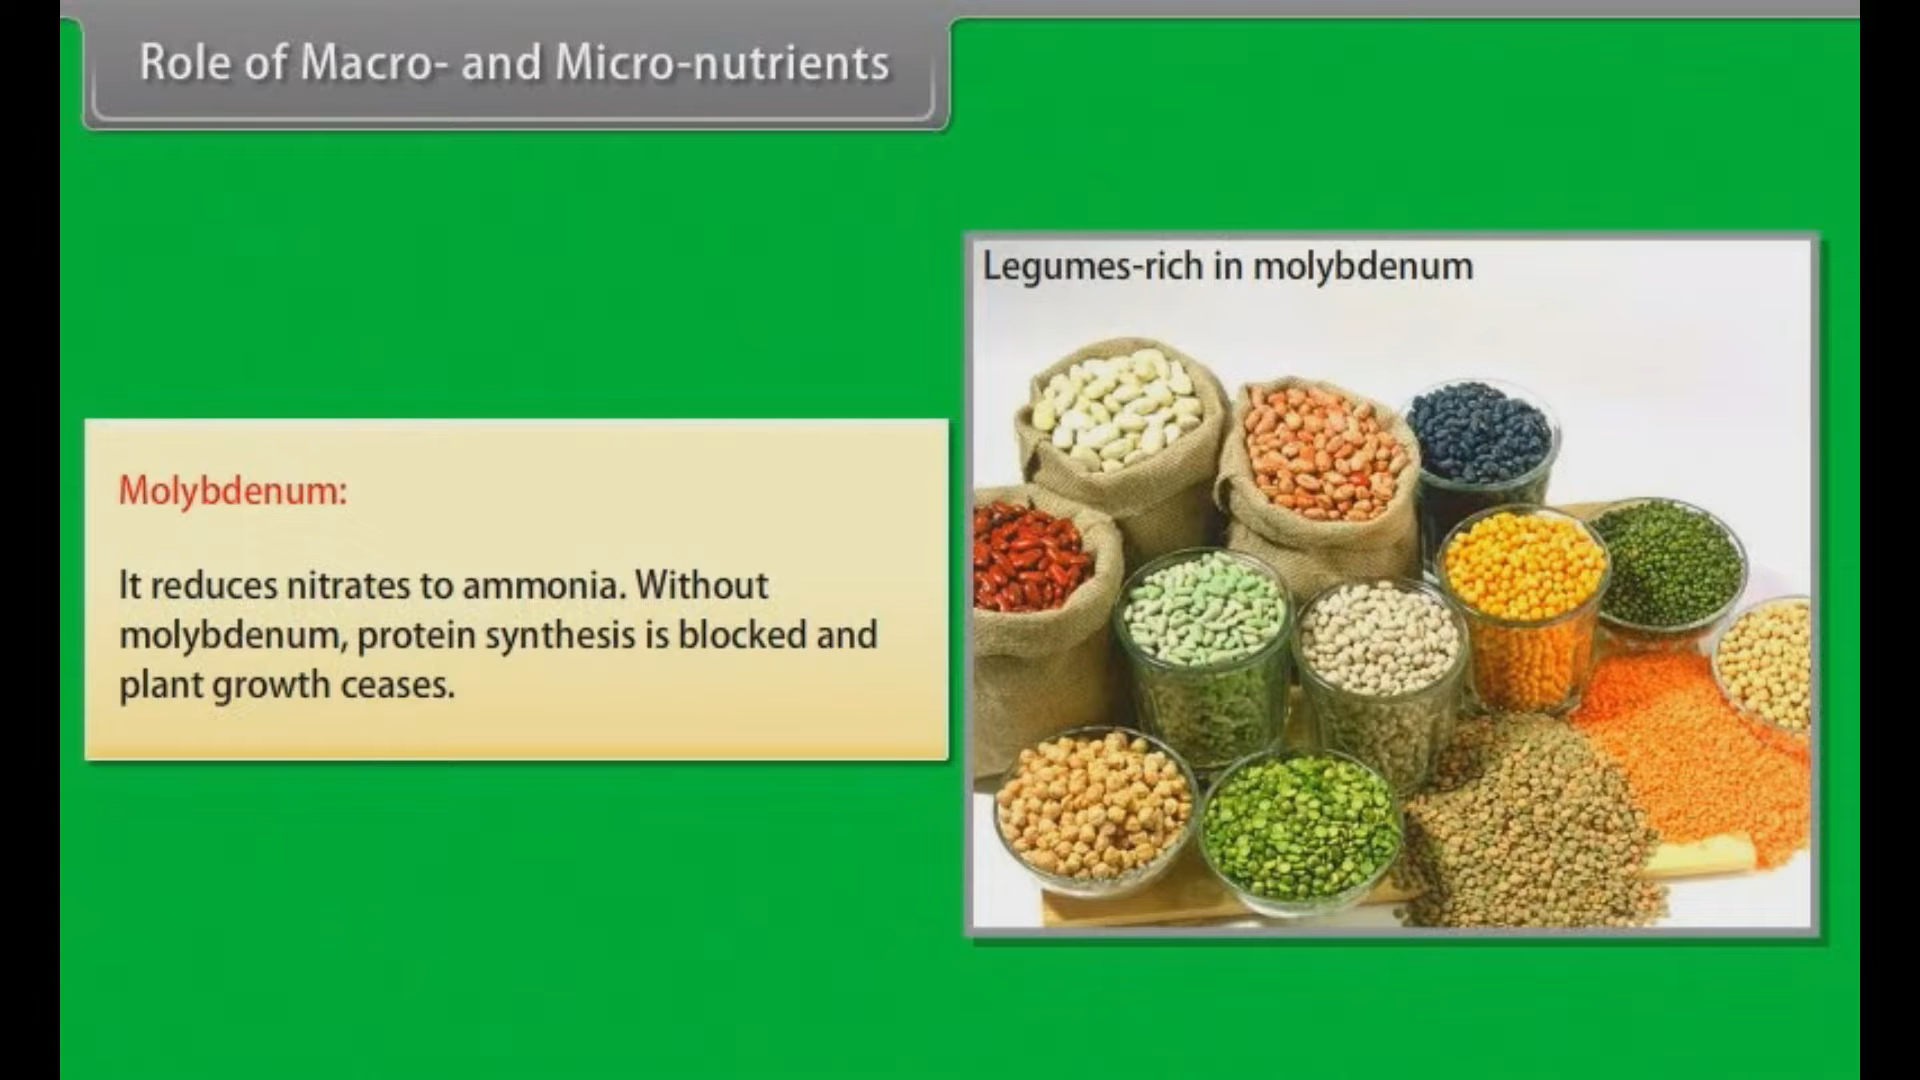 Role of Macro- and Micro-nutrients
Legumes-rich in molybdenum
Molybdenum:
It reduces nitrates to ammonia. Without
molybdenum, protein synthesis is blocked and
plant growth ceases.